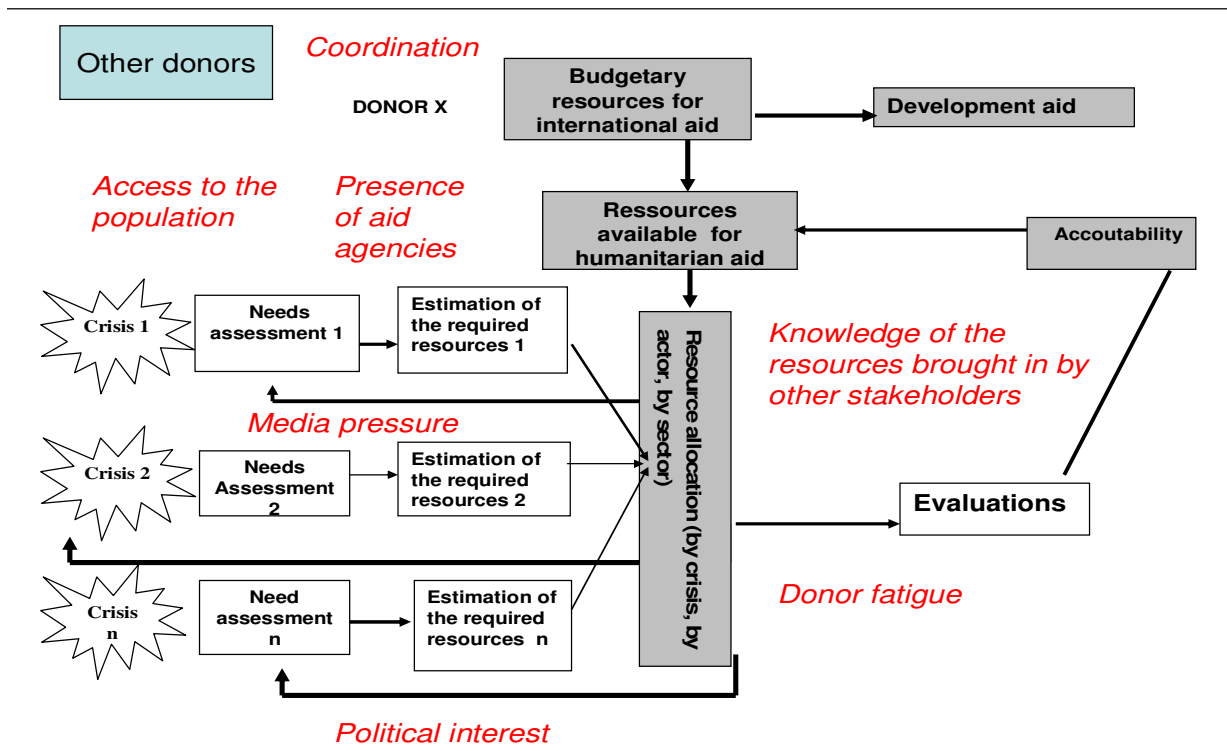 Other donors
Coordination
DONOR X
Budgetary
resources for
international aid
Development aid
Access to the
population
Presence
of aid
agencies
Ressources
available for
humanitarian aid
Accoutability
Crisis 1
Needs
assessment 1
Estimation of
the required
resources 1
Resource allocation (by crisis, by
actor, by sector)
Knowledge of the
resources brought in by
other stakeholders
Media pressure
Crisis 2
Needs
Assessment
2
Estimation of
the required
resources 2
Evaluations
Crisis
n
Need
assessment
n
Estimation of
the required
resources n
Donor fatigue
Political interest